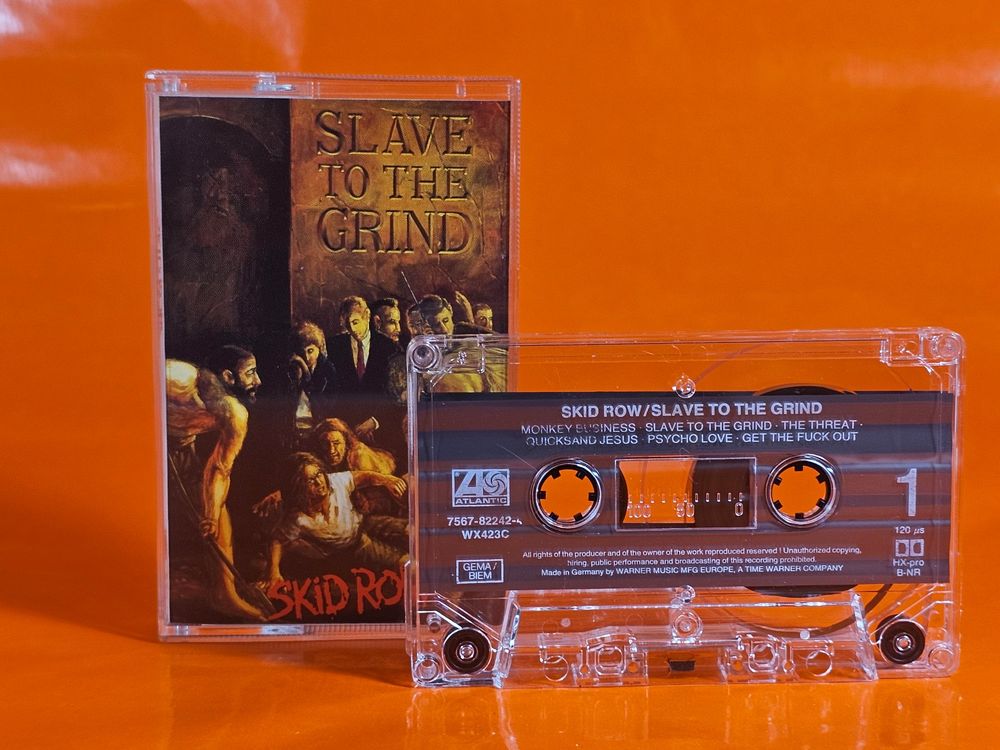 SLAVE
TO THE
GRIND
SKID RO
SKID ROW/SLAVE TO THE GRIND
MONKEY BUSINESS · SLAVE TO THE GRIND · THE THREAT ·
QUICKSAND JESUS · PSYCHO LOVE · GET THE FUCK OUT
ATLANTIC
7567-82242-4
WX423C
GEMA/
BIEM
100 50 0
1
120 µs
HX-pro
B-NR
All rights of the producer and of the owner of the work reproduced reserved ! Unauthorized copying,
hiring, public performance and broadcasting of this recording prohibited.
Made in Germany by WARNER MUSIC MFG EUROPE, A TIME WARNER COMPANY